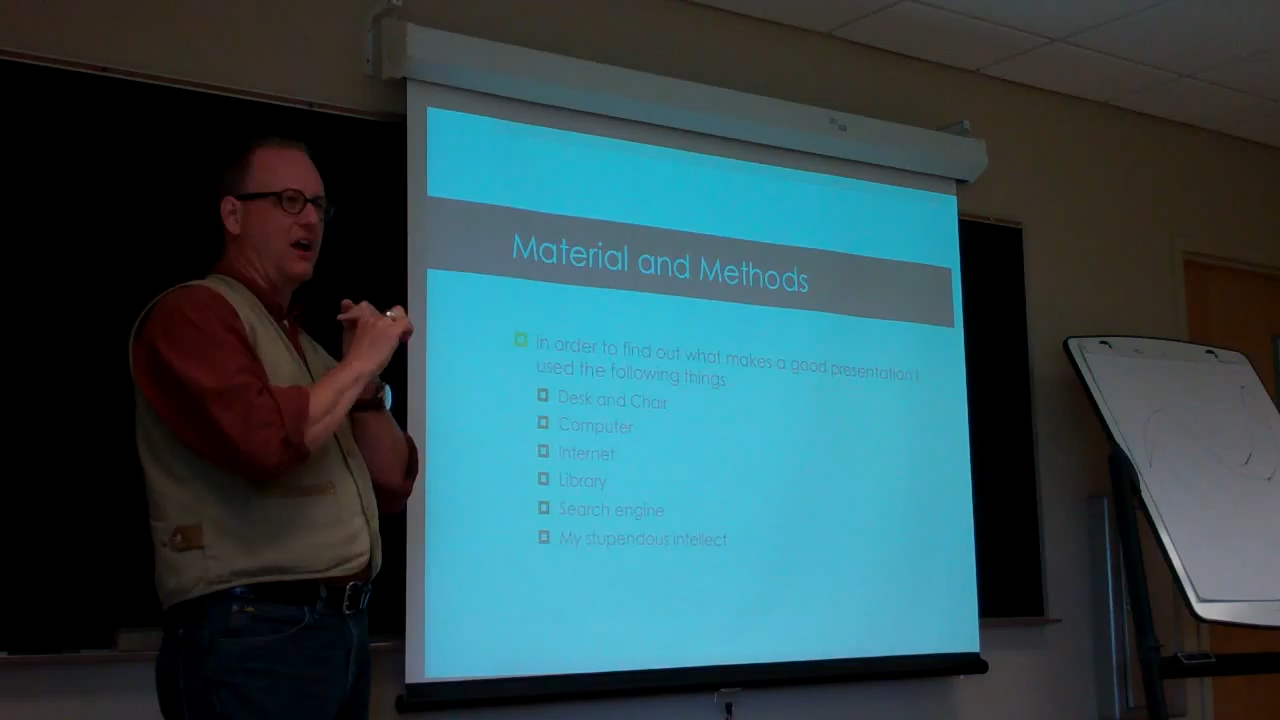 Material and Methods
In order to find out what makes a good presentation I
used the following things
Desk and Chair
Computer
Internet
Library
Search engine
My stupendous intellect